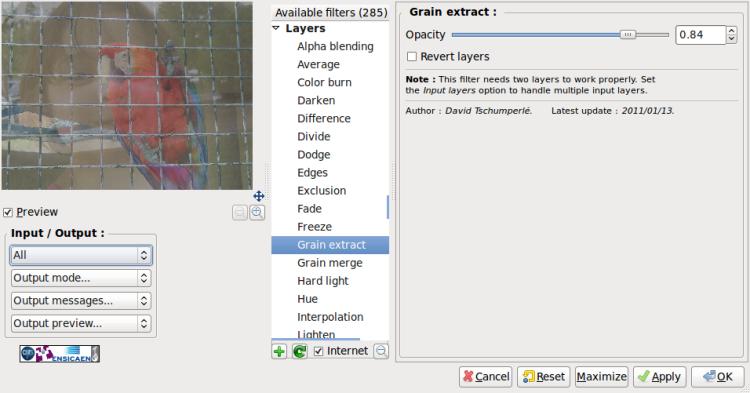 Preview
Input / Output :
All
Output mode...
Output messages...
Output preview...
ENSICAEN
Available filters (285)
Layers
Alpha blending
Average
Color burn
Darken
Difference
Divide
Dodge
Edges
Exclusion
Fade
Freeze
Grain extract
Grain merge
Hard light
Hue
Interpolation
Lighten
Internet
Grain extract :
Opacity 0.84
Revert layers
Note : This filter needs two layers to work properly. Set
the Input layers option to handle multiple input layers.
Author : David Tschumperlé. Latest update : 2011/01/13.
Cancel Reset Maximize Apply OK